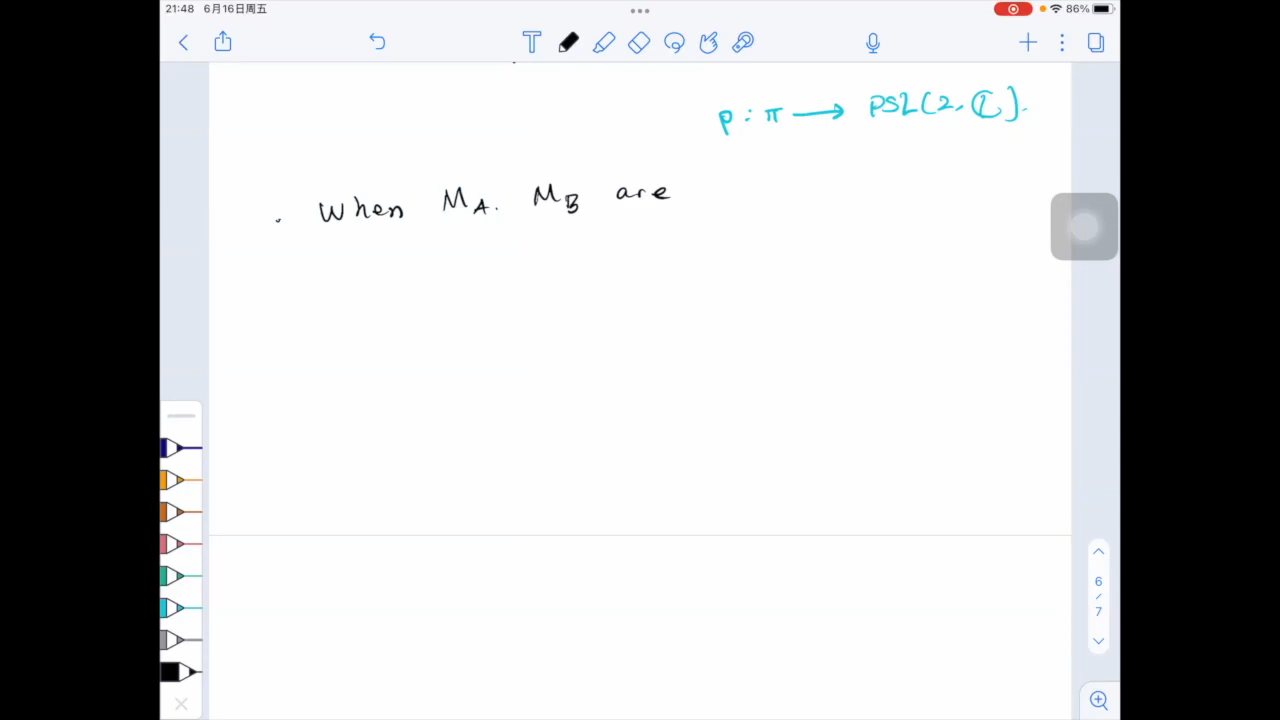 21:48 6月16日周五
86%
ρ : π → PSL(2, ℂ).
. When M_A. M_B are
6
/
7